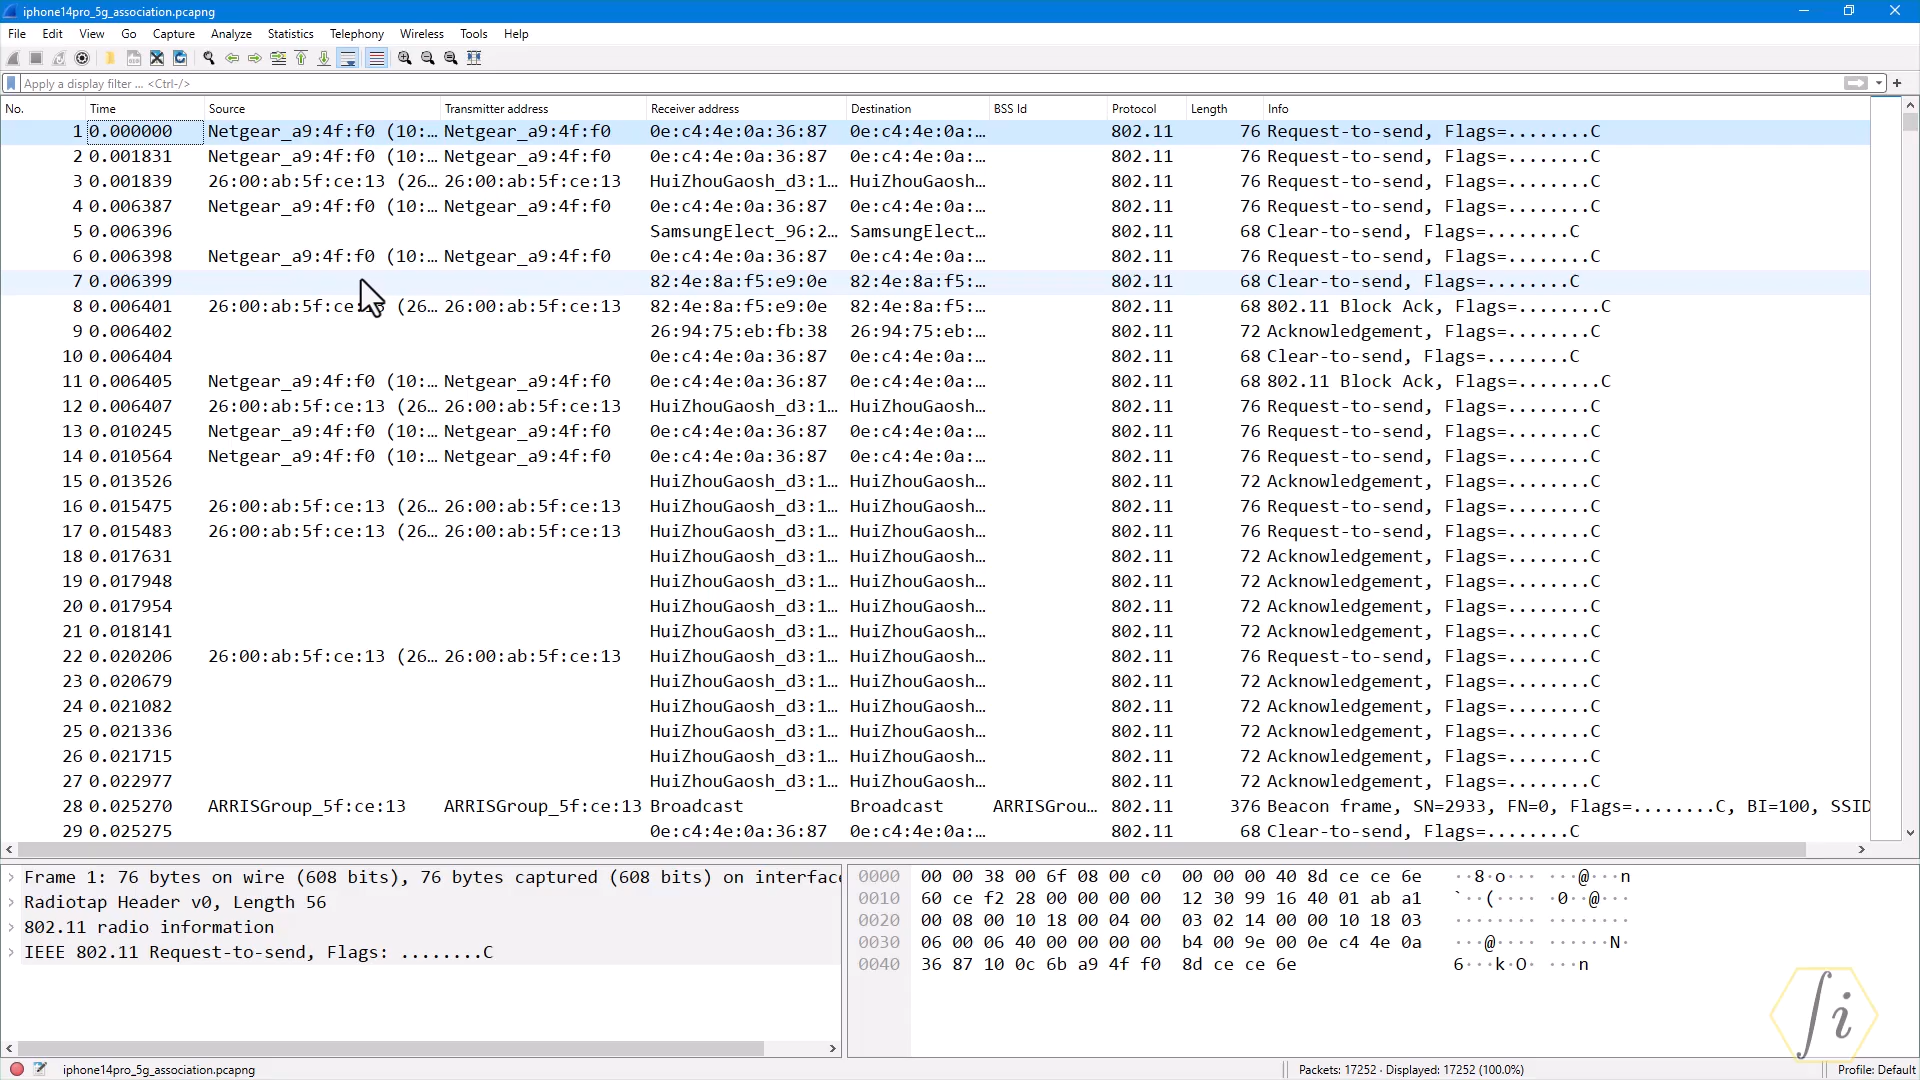 iphone14pro_5g_association.pcapng
File Edit View Go Capture Analyze Statistics Telephony Wireless Tools Help
Apply a display filter ... <Ctrl-/>
No. Time Source Transmitter address Receiver address Destination BSS Id Protocol Length Info
1 0.000000 Netgear_a9:4f:f0 (10:… Netgear_a9:4f:f0 0e:c4:4e:0a:36:87 0e:c4:4e:0a:… 802.11 76 Request-to-send, Flags=........C
2 0.001831 Netgear_a9:4f:f0 (10:… Netgear_a9:4f:f0 0e:c4:4e:0a:36:87 0e:c4:4e:0a:… 802.11 76 Request-to-send, Flags=........C
3 0.001839 26:00:ab:5f:ce:13 (26… 26:00:ab:5f:ce:13 HuiZhouGaosh_d3:1… HuiZhouGaosh… 802.11 76 Request-to-send, Flags=........C
4 0.006387 Netgear_a9:4f:f0 (10:… Netgear_a9:4f:f0 0e:c4:4e:0a:36:87 0e:c4:4e:0a:… 802.11 76 Request-to-send, Flags=........C
5 0.006396 SamsungElect_96:2… SamsungElect… 802.11 68 Clear-to-send, Flags=........C
6 0.006398 Netgear_a9:4f:f0 (10:… Netgear_a9:4f:f0 0e:c4:4e:0a:36:87 0e:c4:4e:0a:… 802.11 76 Request-to-send, Flags=........C
7 0.006399 82:4e:8a:f5:e9:0e 82:4e:8a:f5:… 802.11 68 Clear-to-send, Flags=........C
8 0.006401 26:00:ab:5f:ce:13 (26… 26:00:ab:5f:ce:13 82:4e:8a:f5:e9:0e 82:4e:8a:f5:… 802.11 68 802.11 Block Ack, Flags=........C
9 0.006402 26:94:75:eb:fb:38 26:94:75:eb:… 802.11 72 Acknowledgement, Flags=........C
10 0.006404 0e:c4:4e:0a:36:87 0e:c4:4e:0a:… 802.11 68 Clear-to-send, Flags=........C
11 0.006405 Netgear_a9:4f:f0 (10:… Netgear_a9:4f:f0 0e:c4:4e:0a:36:87 0e:c4:4e:0a:… 802.11 68 802.11 Block Ack, Flags=........C
12 0.006407 26:00:ab:5f:ce:13 (26… 26:00:ab:5f:ce:13 HuiZhouGaosh_d3:1… HuiZhouGaosh… 802.11 76 Request-to-send, Flags=........C
13 0.010245 Netgear_a9:4f:f0 (10:… Netgear_a9:4f:f0 0e:c4:4e:0a:36:87 0e:c4:4e:0a:… 802.11 76 Request-to-send, Flags=........C
14 0.010564 Netgear_a9:4f:f0 (10:… Netgear_a9:4f:f0 0e:c4:4e:0a:36:87 0e:c4:4e:0a:… 802.11 76 Request-to-send, Flags=........C
15 0.013526 HuiZhouGaosh_d3:1… HuiZhouGaosh… 802.11 72 Acknowledgement, Flags=........C
16 0.015475 26:00:ab:5f:ce:13 (26… 26:00:ab:5f:ce:13 HuiZhouGaosh_d3:1… HuiZhouGaosh… 802.11 76 Request-to-send, Flags=........C
17 0.015483 26:00:ab:5f:ce:13 (26… 26:00:ab:5f:ce:13 HuiZhouGaosh_d3:1… HuiZhouGaosh… 802.11 76 Request-to-send, Flags=........C
18 0.017631 HuiZhouGaosh_d3:1… HuiZhouGaosh… 802.11 72 Acknowledgement, Flags=........C
19 0.017948 HuiZhouGaosh_d3:1… HuiZhouGaosh… 802.11 72 Acknowledgement, Flags=........C
20 0.017954 HuiZhouGaosh_d3:1… HuiZhouGaosh… 802.11 72 Acknowledgement, Flags=........C
21 0.018141 HuiZhouGaosh_d3:1… HuiZhouGaosh… 802.11 72 Acknowledgement, Flags=........C
22 0.020206 26:00:ab:5f:ce:13 (26… 26:00:ab:5f:ce:13 HuiZhouGaosh_d3:1… HuiZhouGaosh… 802.11 76 Request-to-send, Flags=........C
23 0.020679 HuiZhouGaosh_d3:1… HuiZhouGaosh… 802.11 72 Acknowledgement, Flags=........C
24 0.021082 HuiZhouGaosh_d3:1… HuiZhouGaosh… 802.11 72 Acknowledgement, Flags=........C
25 0.021336 HuiZhouGaosh_d3:1… HuiZhouGaosh… 802.11 72 Acknowledgement, Flags=........C
26 0.021715 HuiZhouGaosh_d3:1… HuiZhouGaosh… 802.11 72 Acknowledgement, Flags=........C
27 0.022977 HuiZhouGaosh_d3:1… HuiZhouGaosh… 802.11 72 Acknowledgement, Flags=........C
28 0.025270 ARRISGroup_5f:ce:13 ARRISGroup_5f:ce:13 Broadcast Broadcast ARRISGrou… 802.11 376 Beacon frame, SN=2933, FN=0, Flags=........C, BI=100, SSID
29 0.025275 0e:c4:4e:0a:36:87 0e:c4:4e:0a:… 802.11 68 Clear-to-send, Flags=........C
Frame 1: 76 bytes on wire (608 bits), 76 bytes captured (608 bits) on interface
Radiotap Header v0, Length 56
802.11 radio information
IEEE 802.11 Request-to-send, Flags: ........C
0000 00 00 38 00 6f 08 00 c0 00 00 00 40 8d ce ce 6e ··8·o··· ···@···n
0010 60 ce f2 28 00 00 00 00 12 30 99 16 40 01 ab a1 `··(···· ·0··@···
0020 00 08 00 10 18 00 04 00 03 02 14 00 00 10 18 03 ········ ········
0030 06 00 06 40 00 00 00 00 b4 00 9e 00 0e c4 4e 0a ···@···· ······N·
0040 36 87 10 0c 6b a9 4f f0 8d ce ce 6e 6···kO· ···n
iphone14pro_5g_association.pcapng Packets: 17252 · Displayed: 17252 (100.0%) Profile: Default
∫i